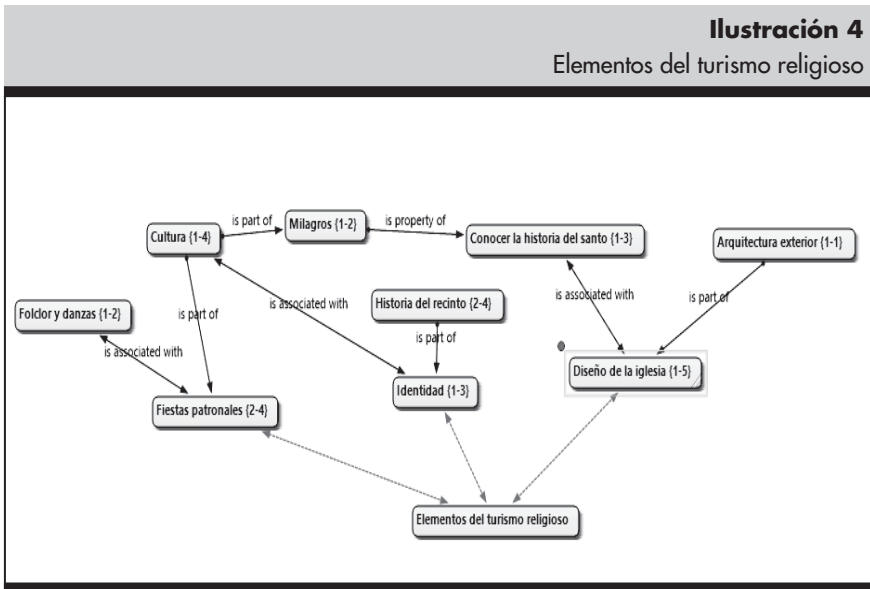 Ilustración 4
Elementos del turismo religioso
Cultura {1-4}
is part of
Milagros {1-2}
is property of
Conocer la historia del santo {1-3}
Arquitectura exterior {1-1}
Folclor y danzas {1-2}
is part of
is associated with
Historia del recinto {2-4}
is associated with
is part of
is associated with
is part of
Fiestas patronales {2-4}
Identidad {1-3}
Diseño de la iglesia {1-5}
Elementos del turismo religioso